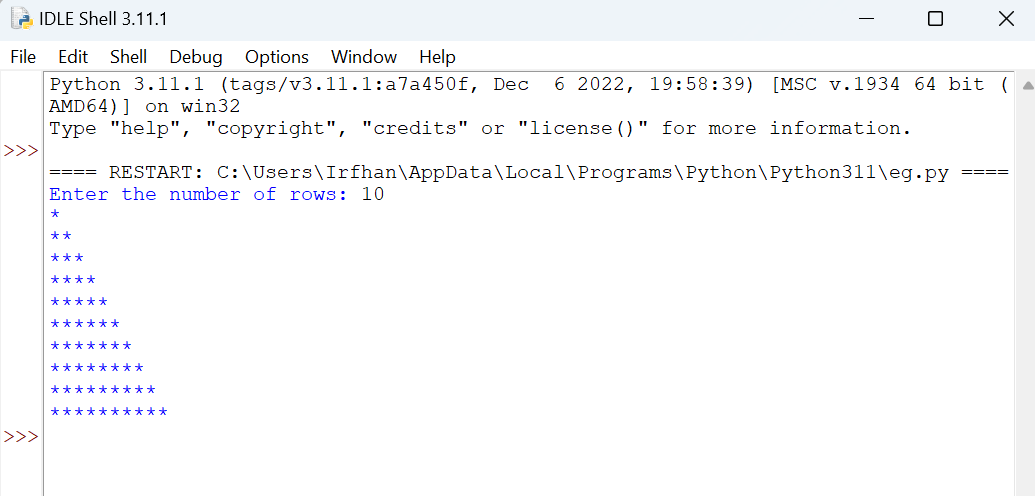 IDLE Shell 3.11.1
File Edit Shell Debug Options Window Help
Python 3.11.1 (tags/v3.11.1:a7a450f, Dec  6 2022, 19:58:39) [MSC v.1934 64 bit (
AMD64)] on win32
Type "help", "copyright", "credits" or "license()" for more information.
>>>
==== RESTART: C:\Users\Irfhan\AppData\Local\Programs\Python\Python311\eg.py ====
Enter the number of rows: 10
*
**
***
****
*****
******
*******
********
*********
**********
>>>